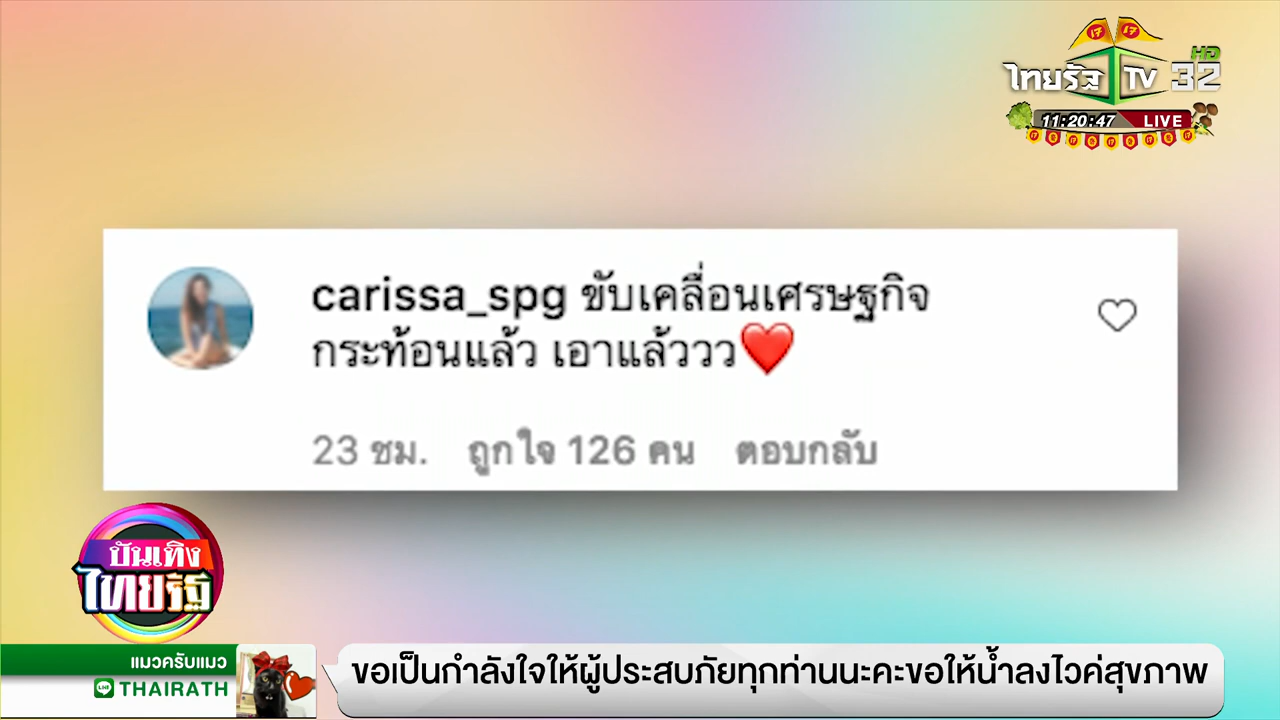 เจ เจ
ไทยรัฐ TV 32 HD
11:20:47 LIVE
carissa_spg ขับเคลื่อนเศรษฐกิจ
กระท้อนแล้ว เอาแล้ววว❤️
23 ชม. ถูกใจ 126 คน ตอบกลับ
บันเทิง
ไทยรัฐ
แมวครับแมว
LINE THAIRATH
ขอเป็นกำลังใจให้ผู้ประสบภัยทุกท่านนะคะขอให้น้ำลงไวค่สุขภาพ